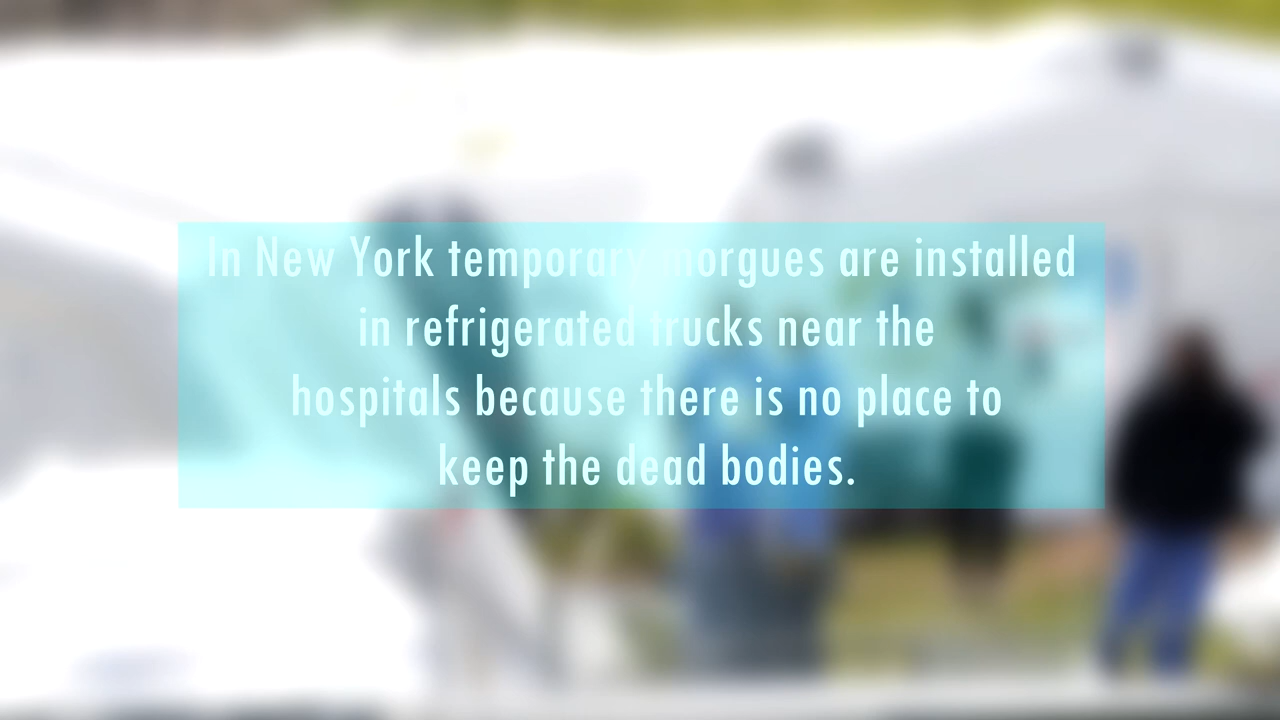 In New York temporary morgues are installed
in refrigerated trucks near the
hospitals because there is no place to
keep the dead bodies.